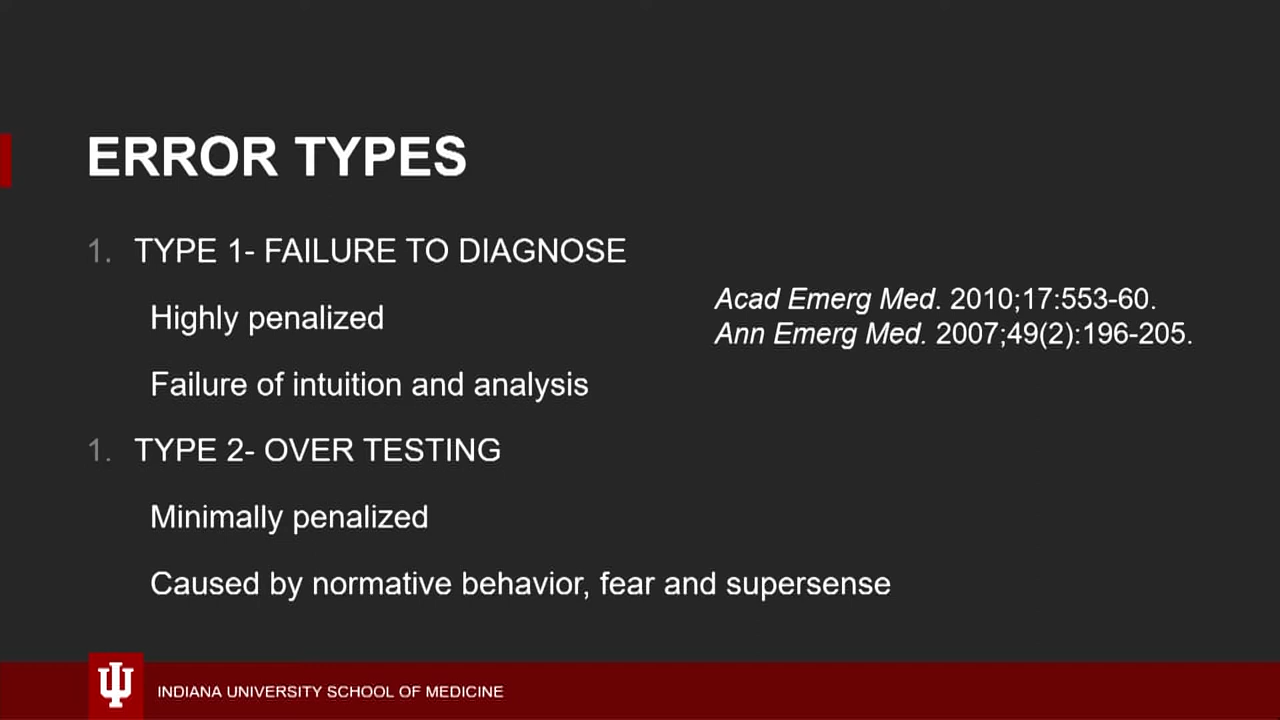 ERROR TYPES
1. TYPE 1- FAILURE TO DIAGNOSE
Highly penalized
Acad Emerg Med. 2010;17:553-60.
Ann Emerg Med. 2007;49(2):196-205.
Failure of intuition and analysis
1. TYPE 2- OVER TESTING
Minimally penalized
Caused by normative behavior, fear and supersense
INDIANA UNIVERSITY SCHOOL OF MEDICINE